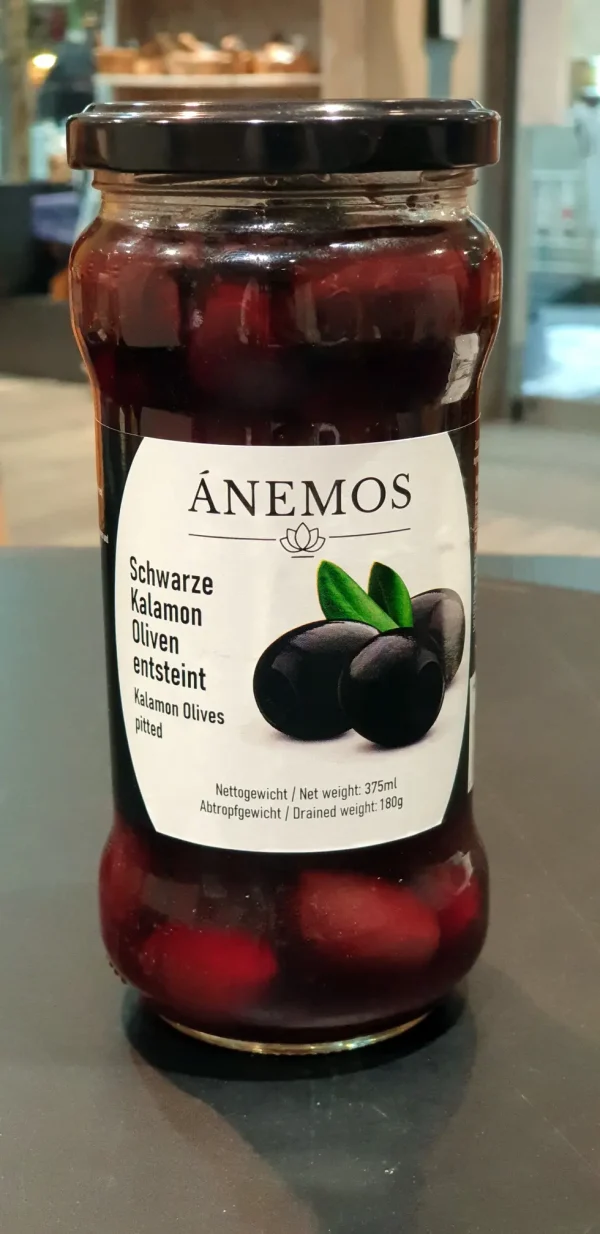 ÁNEMOS
Schwarze
Kalamon
Oliven
entsteint
Kalamon Olives
pitted
Nettogewicht / Net weight: 375ml
Abtropfgewicht / Drained weight: 180g